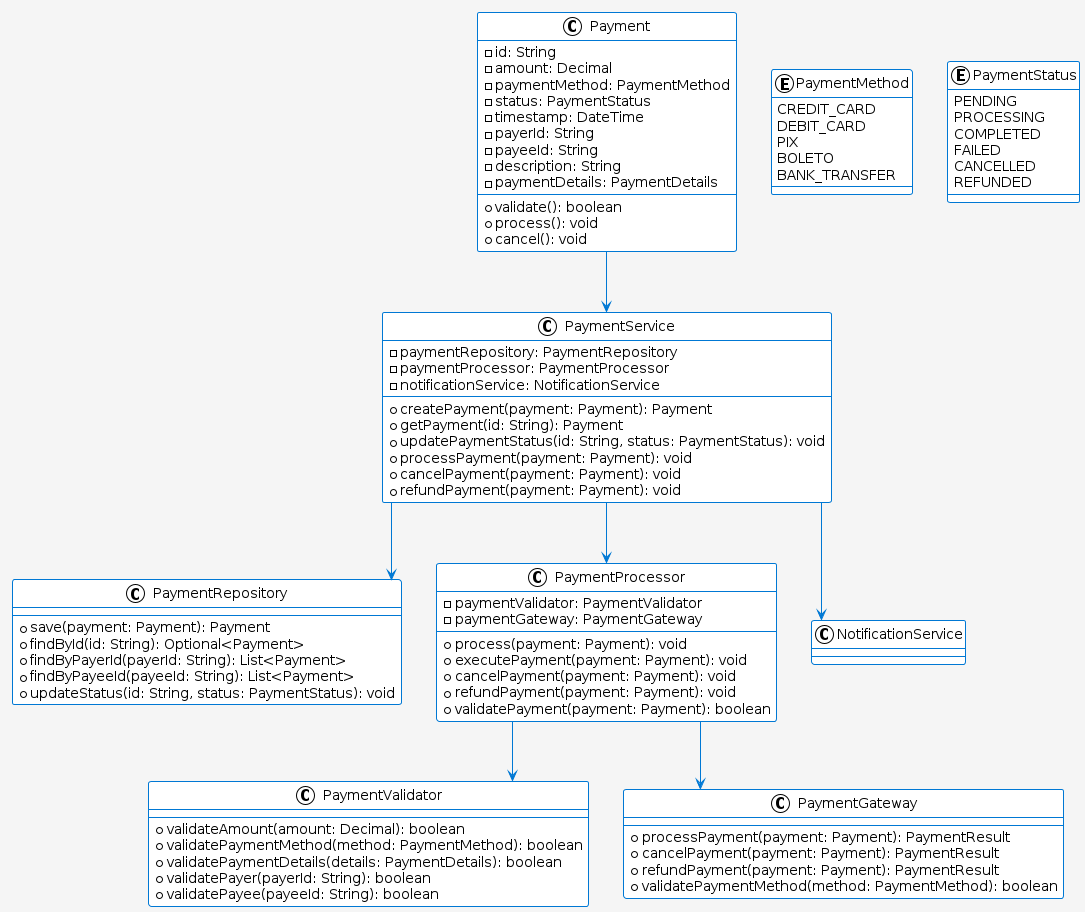 C Payment
id: String
amount: Decimal
paymentMethod: PaymentMethod
status: PaymentStatus
timestamp: DateTime
payerId: String
payeeId: String
description: String
paymentDetails: PaymentDetails
validate(): boolean
process(): void
cancel(): void
E PaymentMethod
CREDIT_CARD
DEBIT_CARD
PIX
BOLETO
BANK_TRANSFER
E PaymentStatus
PENDING
PROCESSING
COMPLETED
FAILED
CANCELLED
REFUNDED
C PaymentService
paymentRepository: PaymentRepository
paymentProcessor: PaymentProcessor
notificationService: NotificationService
createPayment(payment: Payment): Payment
getPayment(id: String): Payment
updatePaymentStatus(id: String, status: PaymentStatus): void
processPayment(payment: Payment): void
cancelPayment(payment: Payment): void
refundPayment(payment: Payment): void
C PaymentRepository
save(payment: Payment): Payment
findById(id: String): Optional<Payment>
findByPayerId(payerId: String): List<Payment>
findByPayeeId(payeeId: String): List<Payment>
updateStatus(id: String, status: PaymentStatus): void
C PaymentProcessor
paymentValidator: PaymentValidator
paymentGateway: PaymentGateway
process(payment: Payment): void
executePayment(payment: Payment): void
cancelPayment(payment: Payment): void
refundPayment(payment: Payment): void
validatePayment(payment: Payment): boolean
C NotificationService
C PaymentValidator
validateAmount(amount: Decimal): boolean
validatePaymentMethod(method: PaymentMethod): boolean
validatePaymentDetails(details: PaymentDetails): boolean
validatePayer(payerId: String): boolean
validatePayee(payeeId: String): boolean
C PaymentGateway
processPayment(payment: Payment): PaymentResult
cancelPayment(payment: Payment): PaymentResult
refundPayment(payment: Payment): PaymentResult
validatePaymentMethod(method: PaymentMethod): boolean